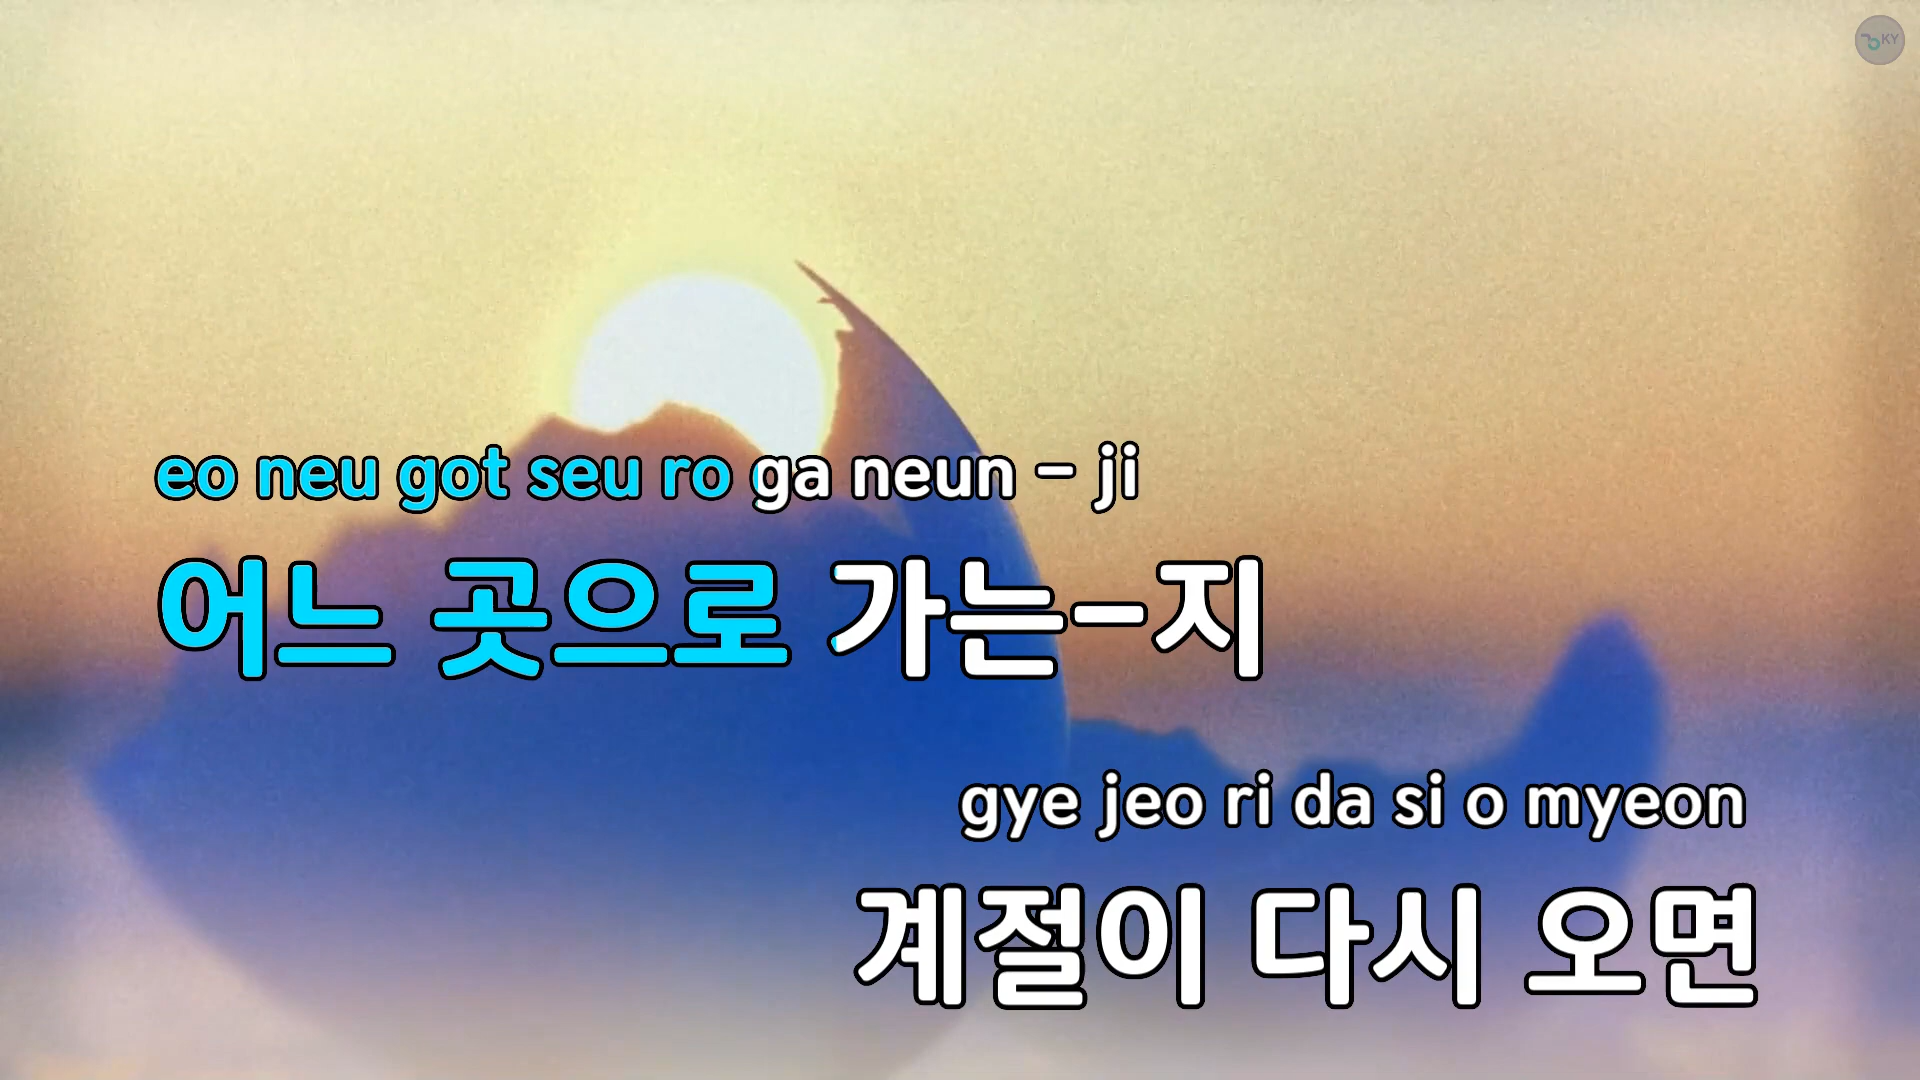 KY
eo neu got seu ro ga neun - ji
어느 곳으로 가는-지
gye jeo ri da si o myeon
계절이 다시 오면